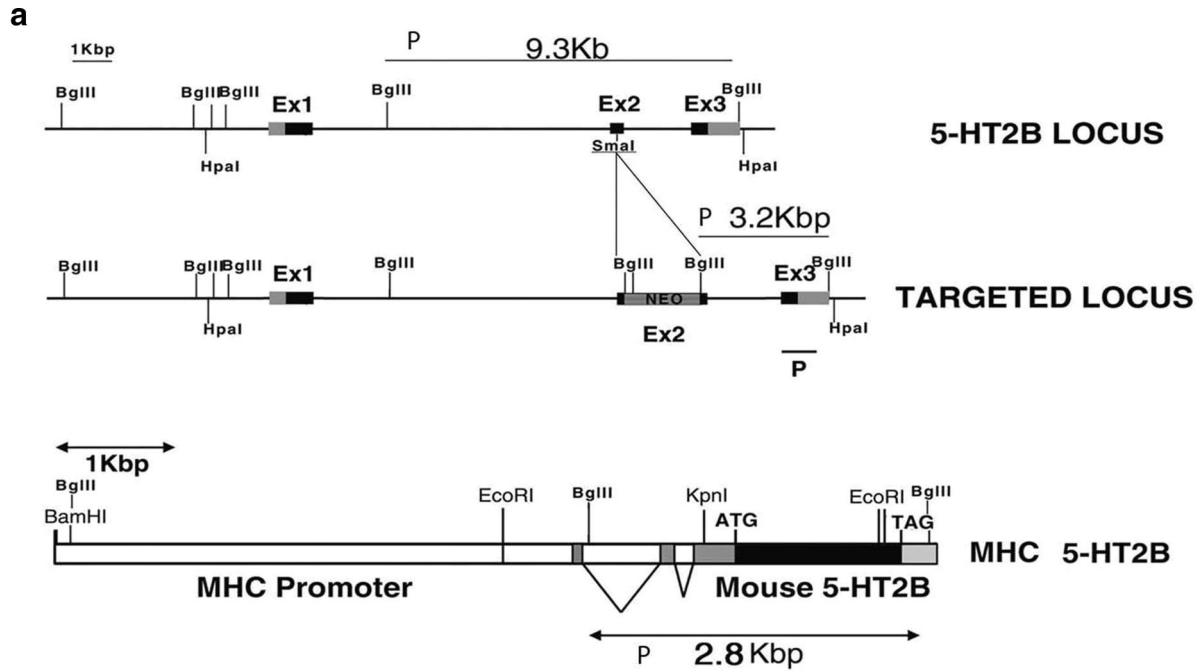 a
1Kbp P 9.3Kb
BglII BglII BglII BglII Ex1 Ex2 Ex3 BglII
SmaI
HpaI HpaI
5-HT2B LOCUS
P 3.2Kbp
BglII BglII BglII Ex1 BglII BglII BglII Ex3 BglII
NEO
TARGETED LOCUS
HpaI Ex2 HpaI
P
1Kbp
BglII EcoRI BglII KpnI EcoRI BglII
BamHI ATG TAG
MHC 5-HT2B
MHC Promoter Mouse 5-HT2B
P 2.8 Kbp